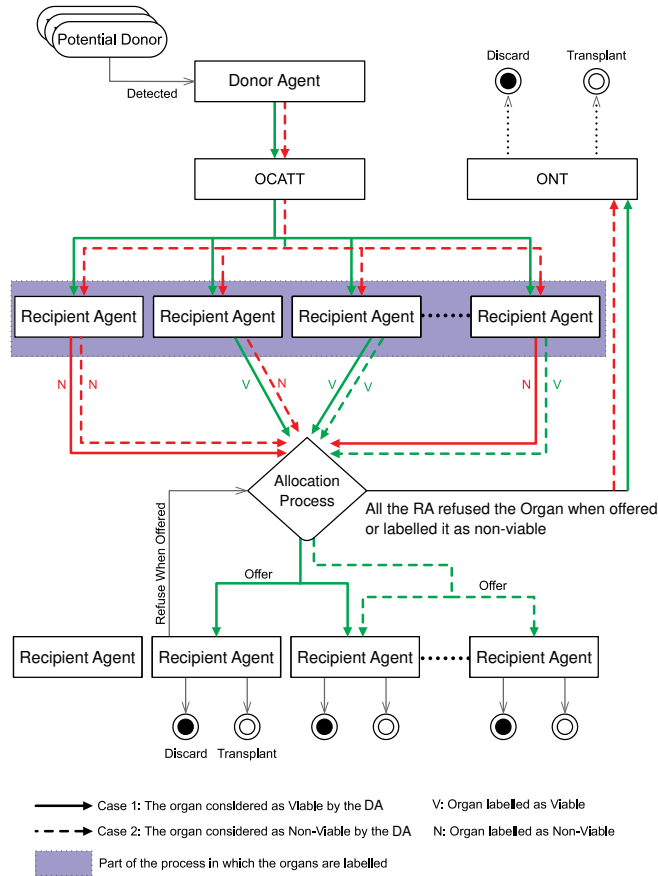 Potential Donor
Detected
Donor Agent
Discard
Transplant
OCATT
ONT
Recipient Agent
Recipient Agent
Recipient Agent
Recipient Agent
N
N
V
N
V
V
N
V
Allocation
Process
All the RA refused the Organ when offered
or labelled it as non-viable
Refuse When Offered
Offer
Offer
Recipient Agent
Recipient Agent
Recipient Agent
Recipient Agent
Discard
Transplant
Case 1: The organ considered as Viable by the DA
V: Organ labelled as Viable
Case 2: The organ considered as Non-Viable by the DA
N: Organ labelled as Non-Viable
Part of the process in which the organs are labelled